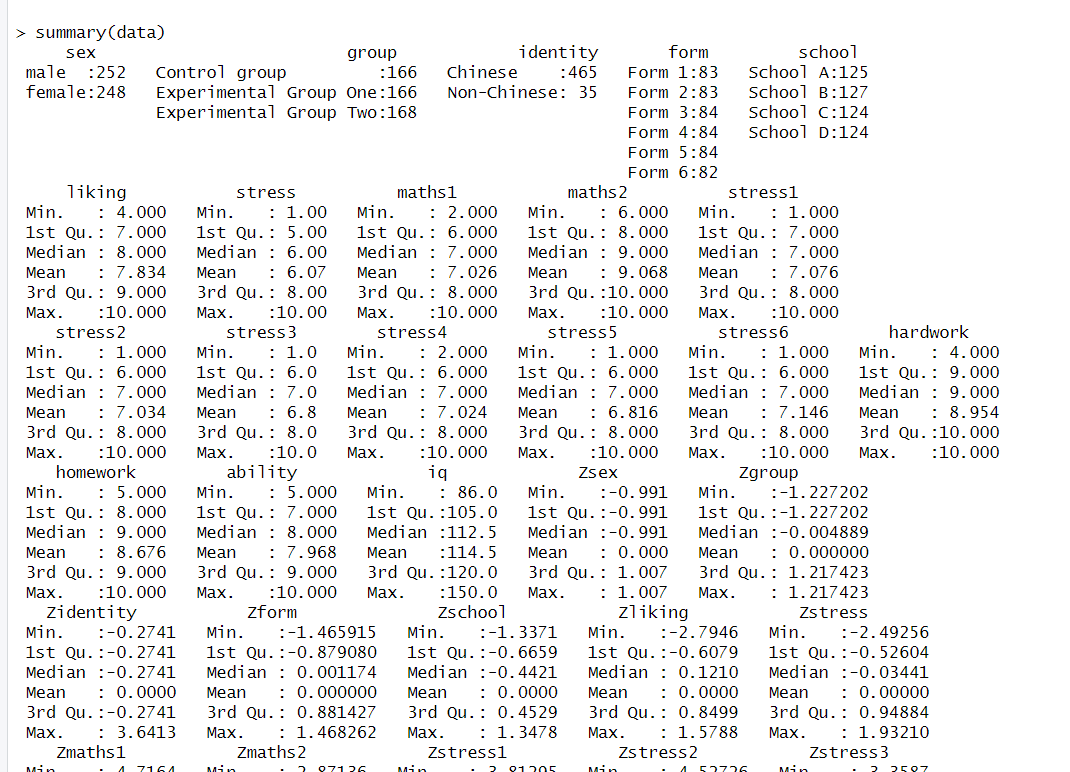 > summary(data)
sex group identity form school
male :252 Control group :166 Chinese :465 Form 1:83 School A:125
female:248 Experimental Group One:166 Non-Chinese: 35 Form 2:83 School B:127
Experimental Group Two:168 Form 3:84 School C:124
Form 4:84 School D:124
Form 5:84
Form 6:82
liking stress maths1 maths2 stress1
Min. : 4.000 Min. : 1.00 Min. : 2.000 Min. : 6.000 Min. : 1.000
1st Qu.: 7.000 1st Qu.: 5.00 1st Qu.: 6.000 1st Qu.: 8.000 1st Qu.: 7.000
Median : 8.000 Median : 6.00 Median : 7.000 Median : 9.000 Median : 7.000
Mean : 7.834 Mean : 6.07 Mean : 7.026 Mean : 9.068 Mean : 7.076
3rd Qu.: 9.000 3rd Qu.: 8.00 3rd Qu.: 8.000 3rd Qu.:10.000 3rd Qu.: 8.000
Max. :10.000 Max. :10.00 Max. :10.000 Max. :10.000 Max. :10.000
stress2 stress3 stress4 stress5 stress6 hardwork
Min. : 1.000 Min. : 1.0 Min. : 2.000 Min. : 1.000 Min. : 1.000 Min. : 4.000
1st Qu.: 6.000 1st Qu.: 6.0 1st Qu.: 6.000 1st Qu.: 6.000 1st Qu.: 6.000 1st Qu.: 9.000
Median : 7.000 Median : 7.0 Median : 7.000 Median : 7.000 Median : 7.000 Median : 9.000
Mean : 7.034 Mean : 6.8 Mean : 7.024 Mean : 6.816 Mean : 7.146 Mean : 8.954
3rd Qu.: 8.000 3rd Qu.: 8.0 3rd Qu.: 8.000 3rd Qu.: 8.000 3rd Qu.: 8.000 3rd Qu.:10.000
Max. :10.000 Max. :10.0 Max. :10.000 Max. :10.000 Max. :10.000 Max. :10.000
homework ability iq Zsex Zgroup
Min. : 5.000 Min. : 5.000 Min. : 86.0 Min. :-0.991 Min. :-1.227202
1st Qu.: 8.000 1st Qu.: 7.000 1st Qu.:105.0 1st Qu.:-0.991 1st Qu.:-1.227202
Median : 9.000 Median : 8.000 Median :112.5 Median :-0.991 Median :-0.004889
Mean : 8.676 Mean : 7.968 Mean :114.5 Mean : 0.000 Mean : 0.000000
3rd Qu.: 9.000 3rd Qu.: 9.000 3rd Qu.:120.0 3rd Qu.: 1.007 3rd Qu.: 1.217423
Max. :10.000 Max. :10.000 Max. :150.0 Max. : 1.007 Max. : 1.217423
Zidentity Zform Zschool Zliking Zstress
Min. :-0.2741 Min. :-1.465915 Min. :-1.3371 Min. :-2.7946 Min. :-2.49256
1st Qu.:-0.2741 1st Qu.:-0.879080 1st Qu.:-0.6659 1st Qu.:-0.6079 1st Qu.:-0.52604
Median :-0.2741 Median : 0.001174 Median :-0.4421 Median : 0.1210 Median :-0.03441
Mean : 0.0000 Mean : 0.000000 Mean : 0.0000 Mean : 0.0000 Mean : 0.00000
3rd Qu.:-0.2741 3rd Qu.: 0.881427 3rd Qu.: 0.4529 3rd Qu.: 0.8499 3rd Qu.: 0.94884
Max. : 3.6413 Max. : 1.468262 Max. : 1.3478 Max. : 1.5788 Max. : 1.93210
Zmaths1 Zmaths2 Zstress1 Zstress2 Zstress3